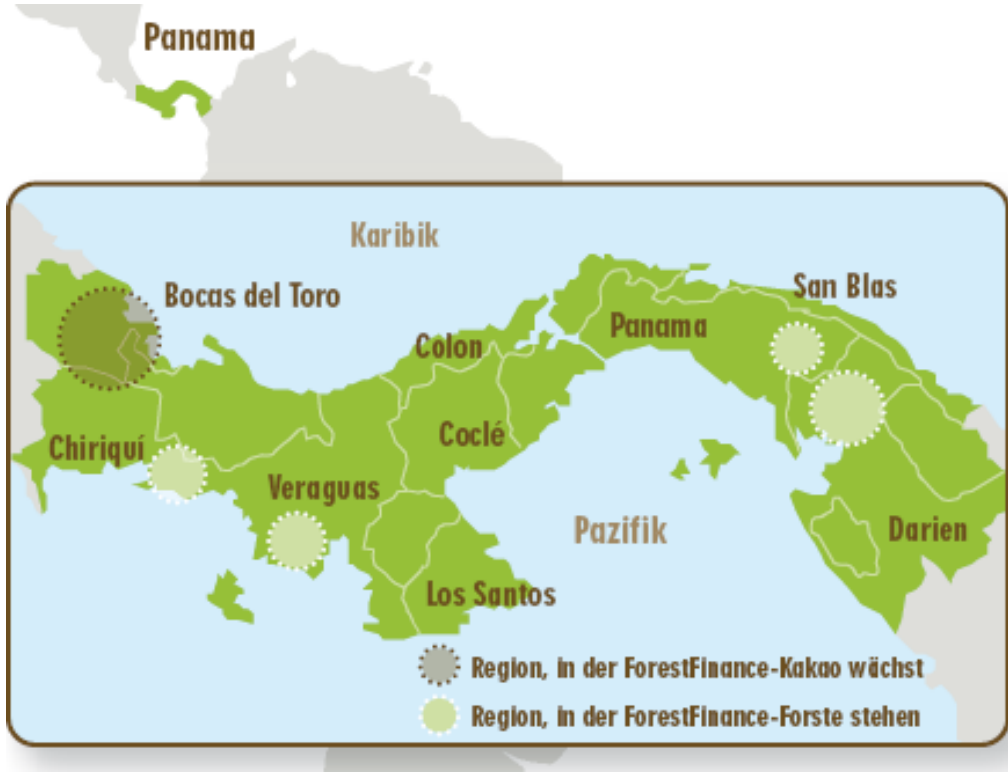 Panama
Karibik
Bocas del Toro
San Blas
Colon
Panama
Chiriquí
Coclé
Veraguas
Pazifik
Darien
Los Santos
Region, in der ForestFinance-Kakao wächst
Region, in der ForestFinance-Forste stehen